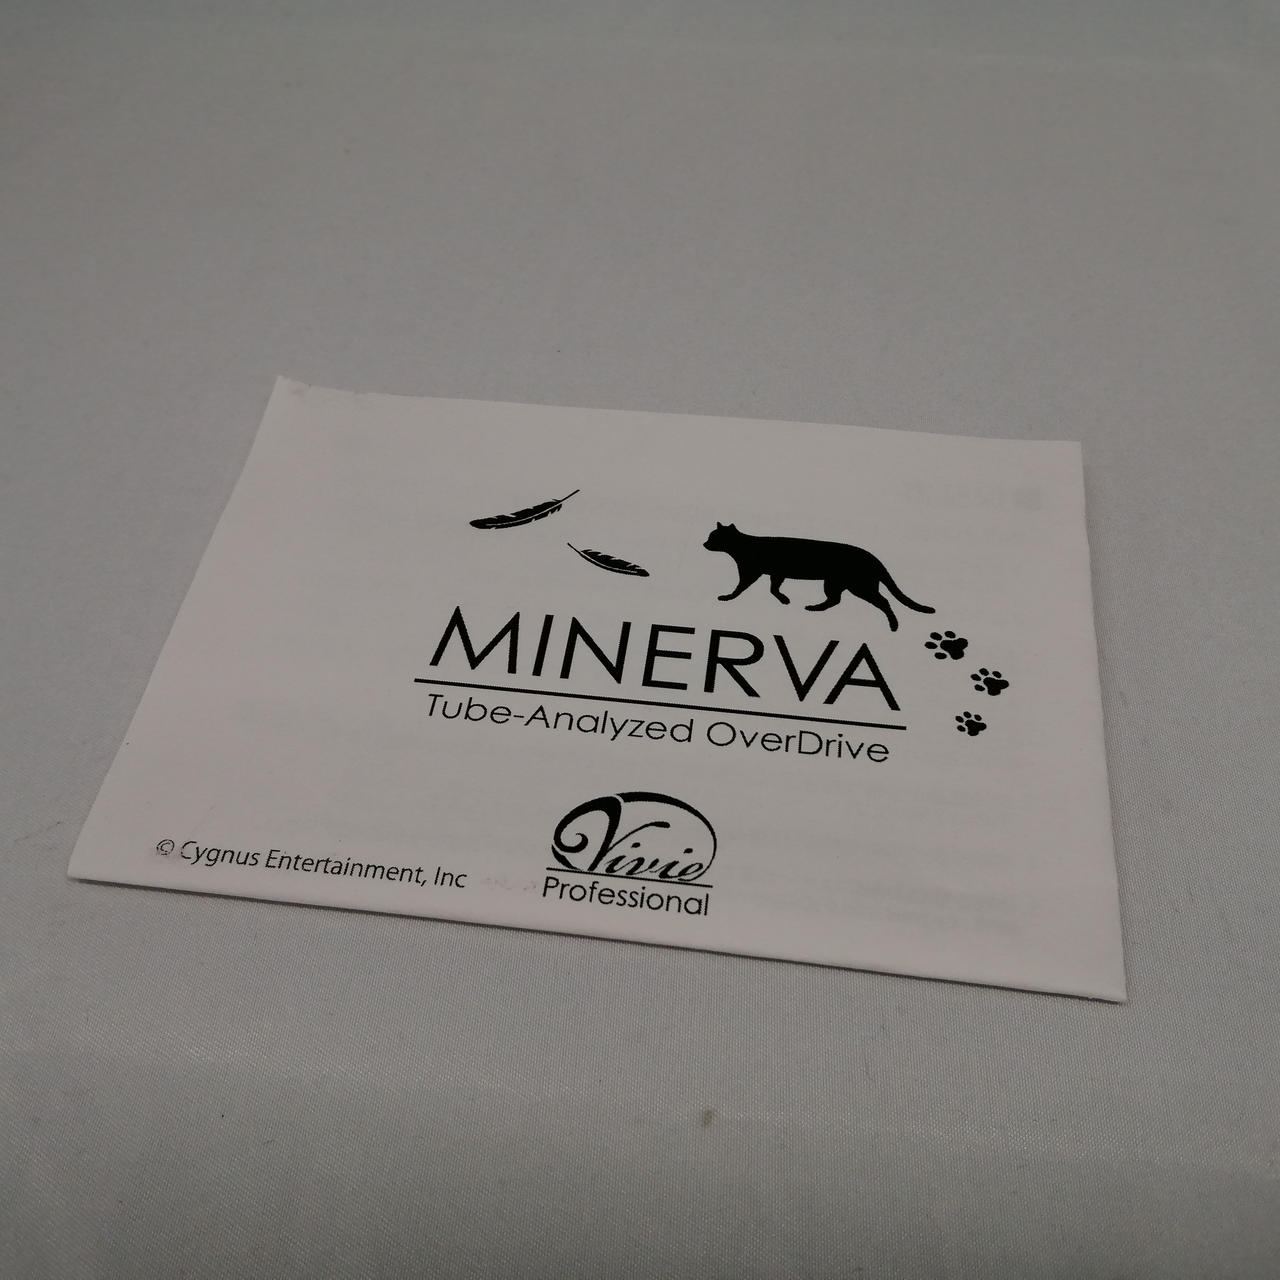 MINERVA
Tube-Analyzed OverDrive
Vivie
Professional
© Cygnus Entertainment, Inc